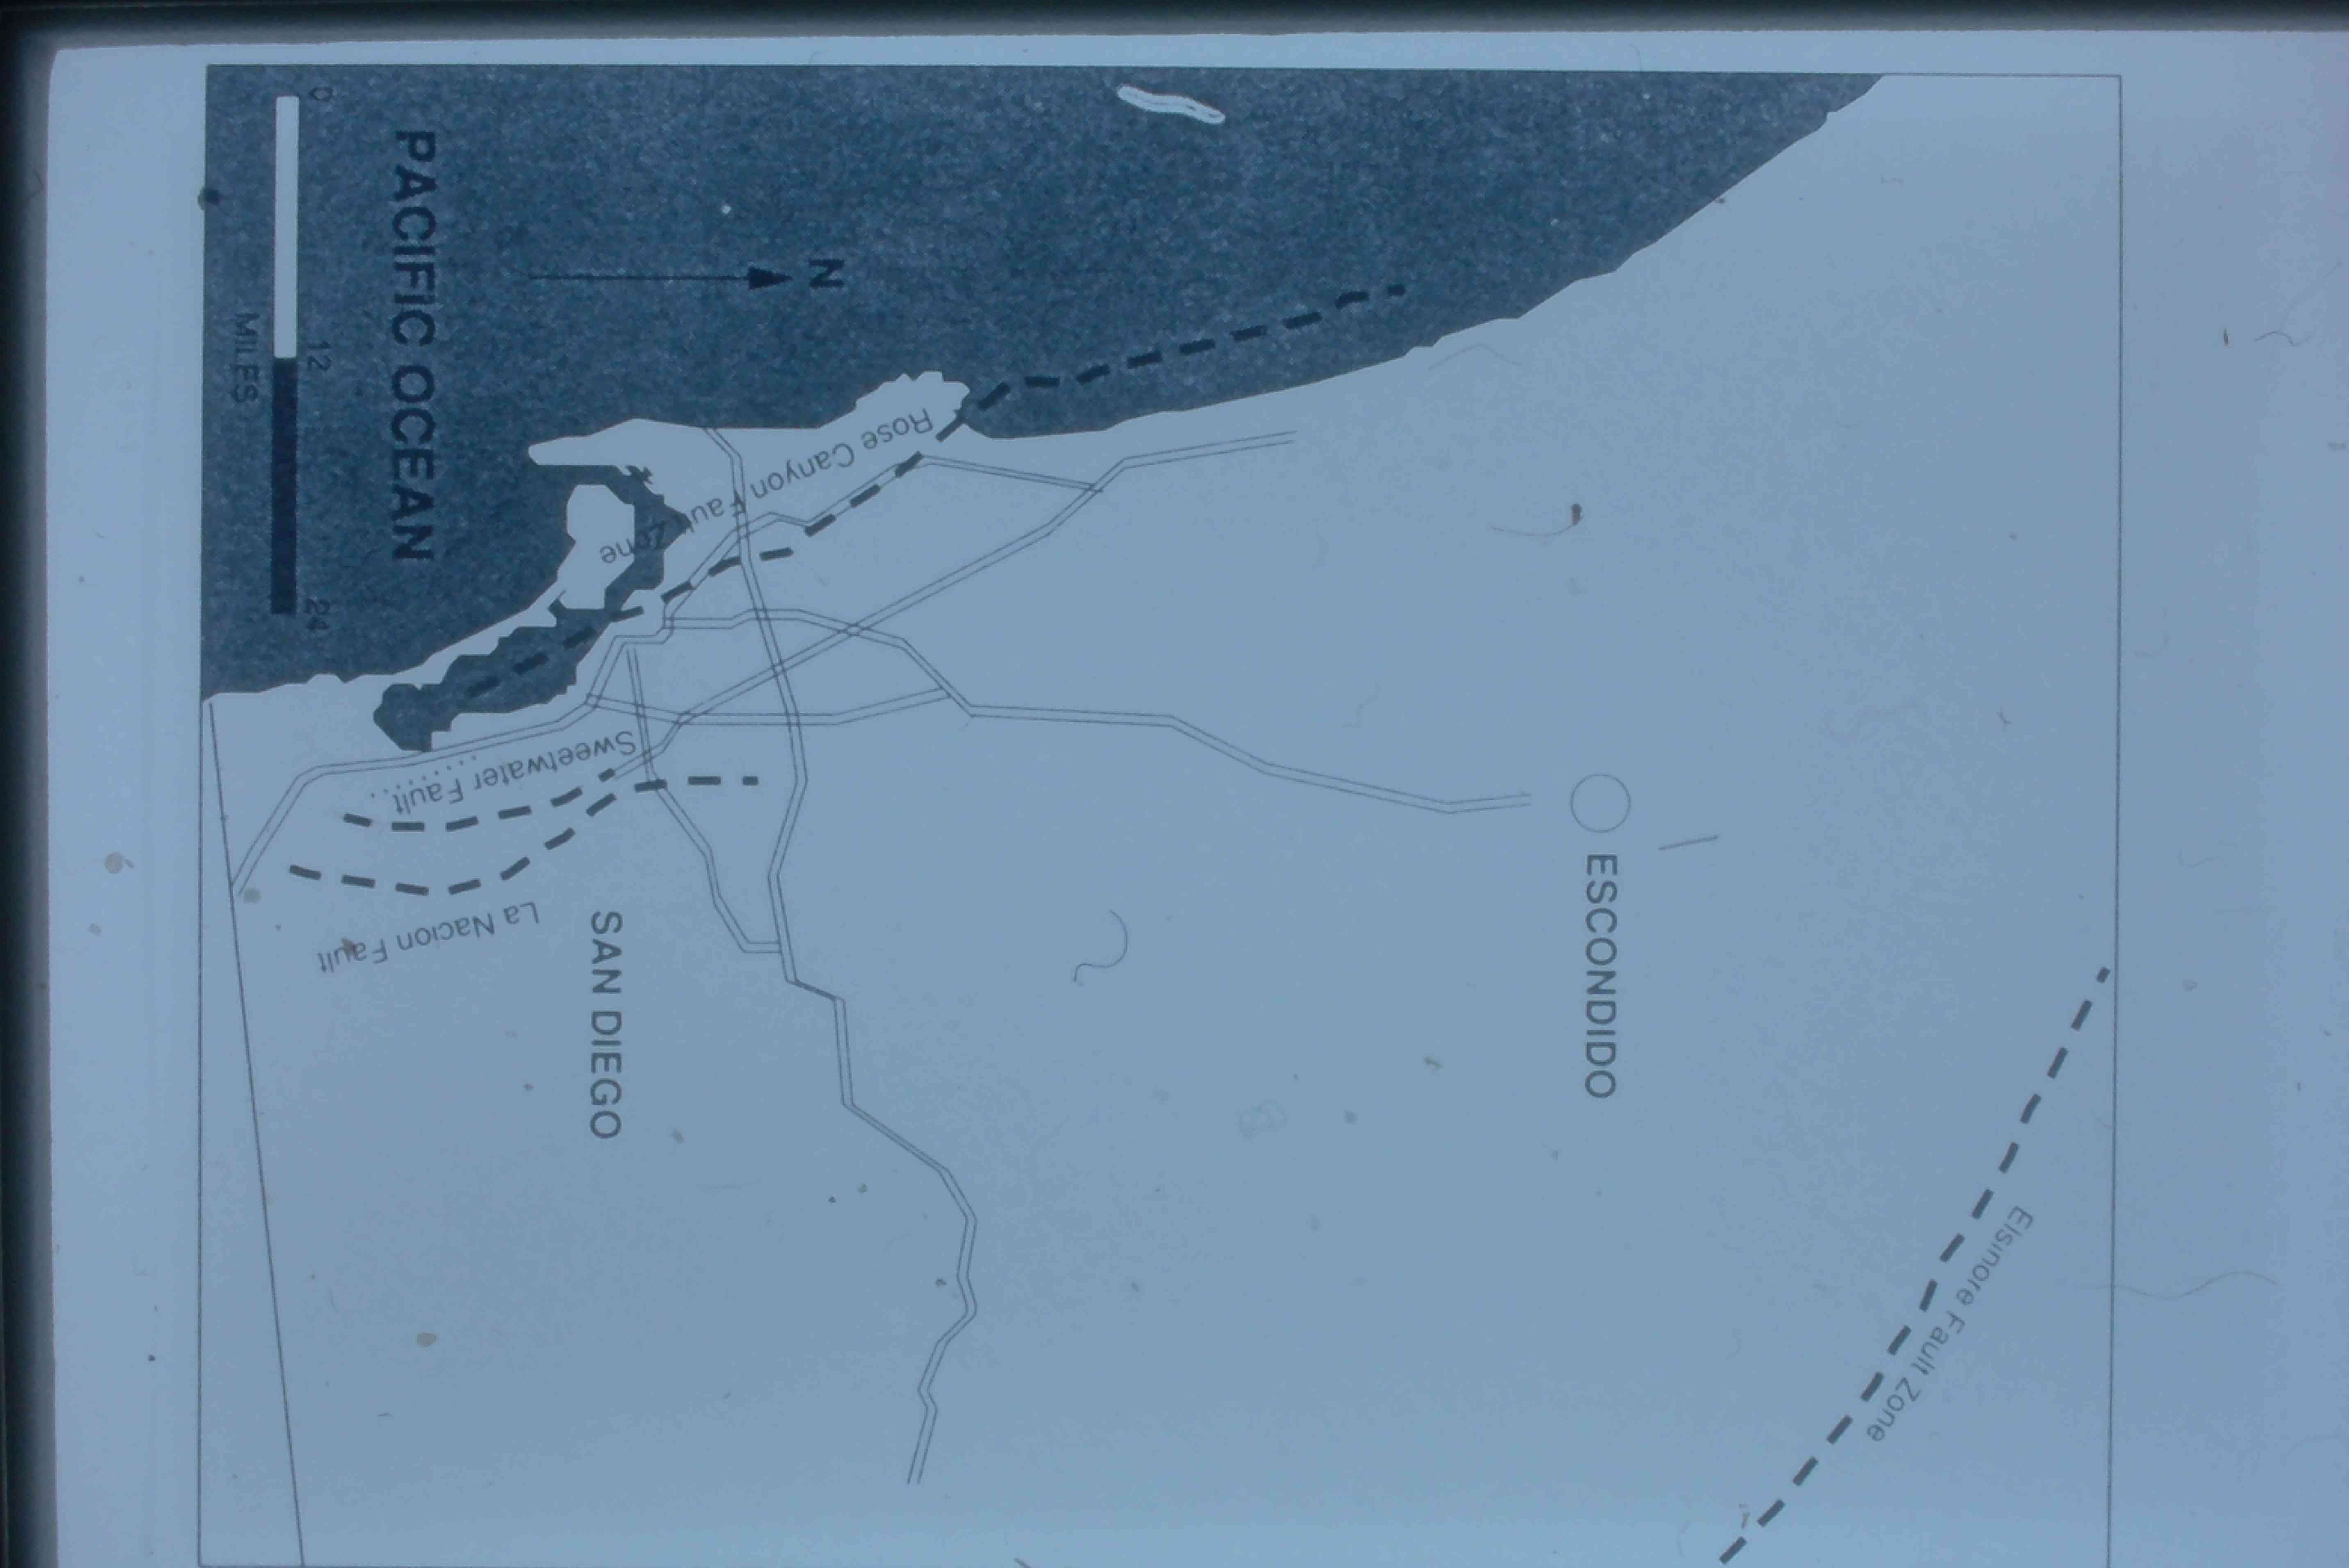 Elsinore Fault Zone
ESCONDIDO
N
Rose Canyon Fault Zone
SAN DIEGO
PACIFIC OCEAN
Sweetwater Fault
La Nacion Fault
0 12 24
MILES